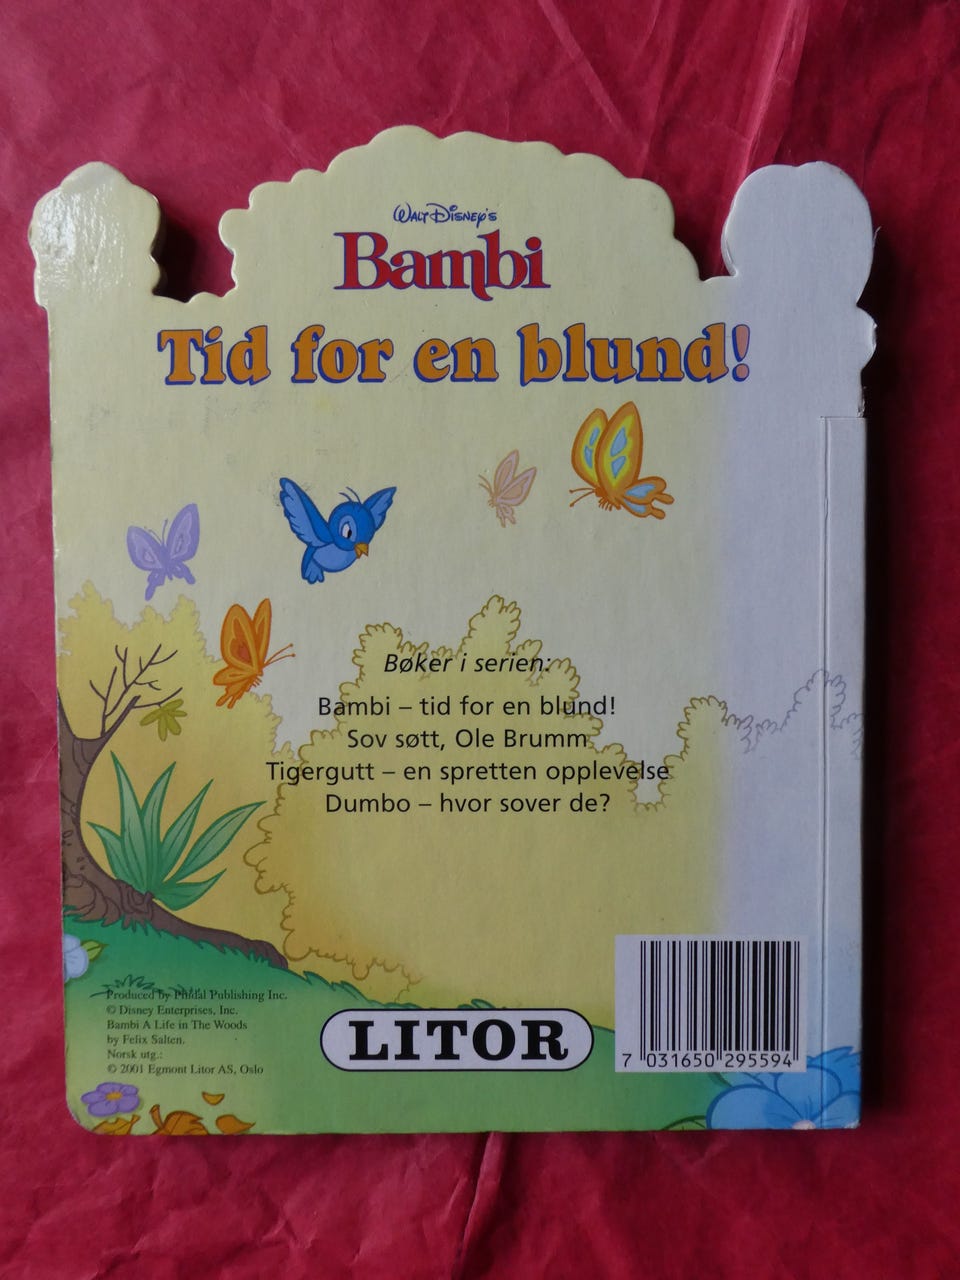 WALT DISNEY'S
Bambi
Tid for en blund!
Bøker i serien:
Bambi – tid for en blund!
Sov søtt, Ole Brumm
Tigergutt – en spretten opplevelse
Dumbo – hvor sover de?
Produced by Phidal Publishing Inc.
© Disney Enterprises, Inc.
Bambi A Life in The Woods
by Felix Salten.
Norsk utg.:
© 2001 Egmont Litor AS, Oslo
LITOR
7 031650 295594